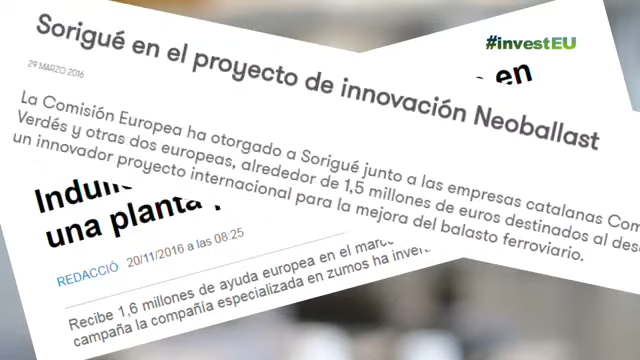 #investEU
Sorigué en el proyecto de innovación Neoballast
29 MARZO 2016
La Comisión Europea ha otorgado a Sorigué junto a las empresas catalanas Com
Verdés y otras dos europeas, alrededor de 1,5 millones de euros destinados al des
un innovador proyecto internacional para la mejora del balasto ferroviario.
en
una planta
REDACCIÓ 20/11/2016 a las 08:25
Recibe 1,6 millones de ayuda europea en el marco
campaña la compañía especializada en zumos ha invert